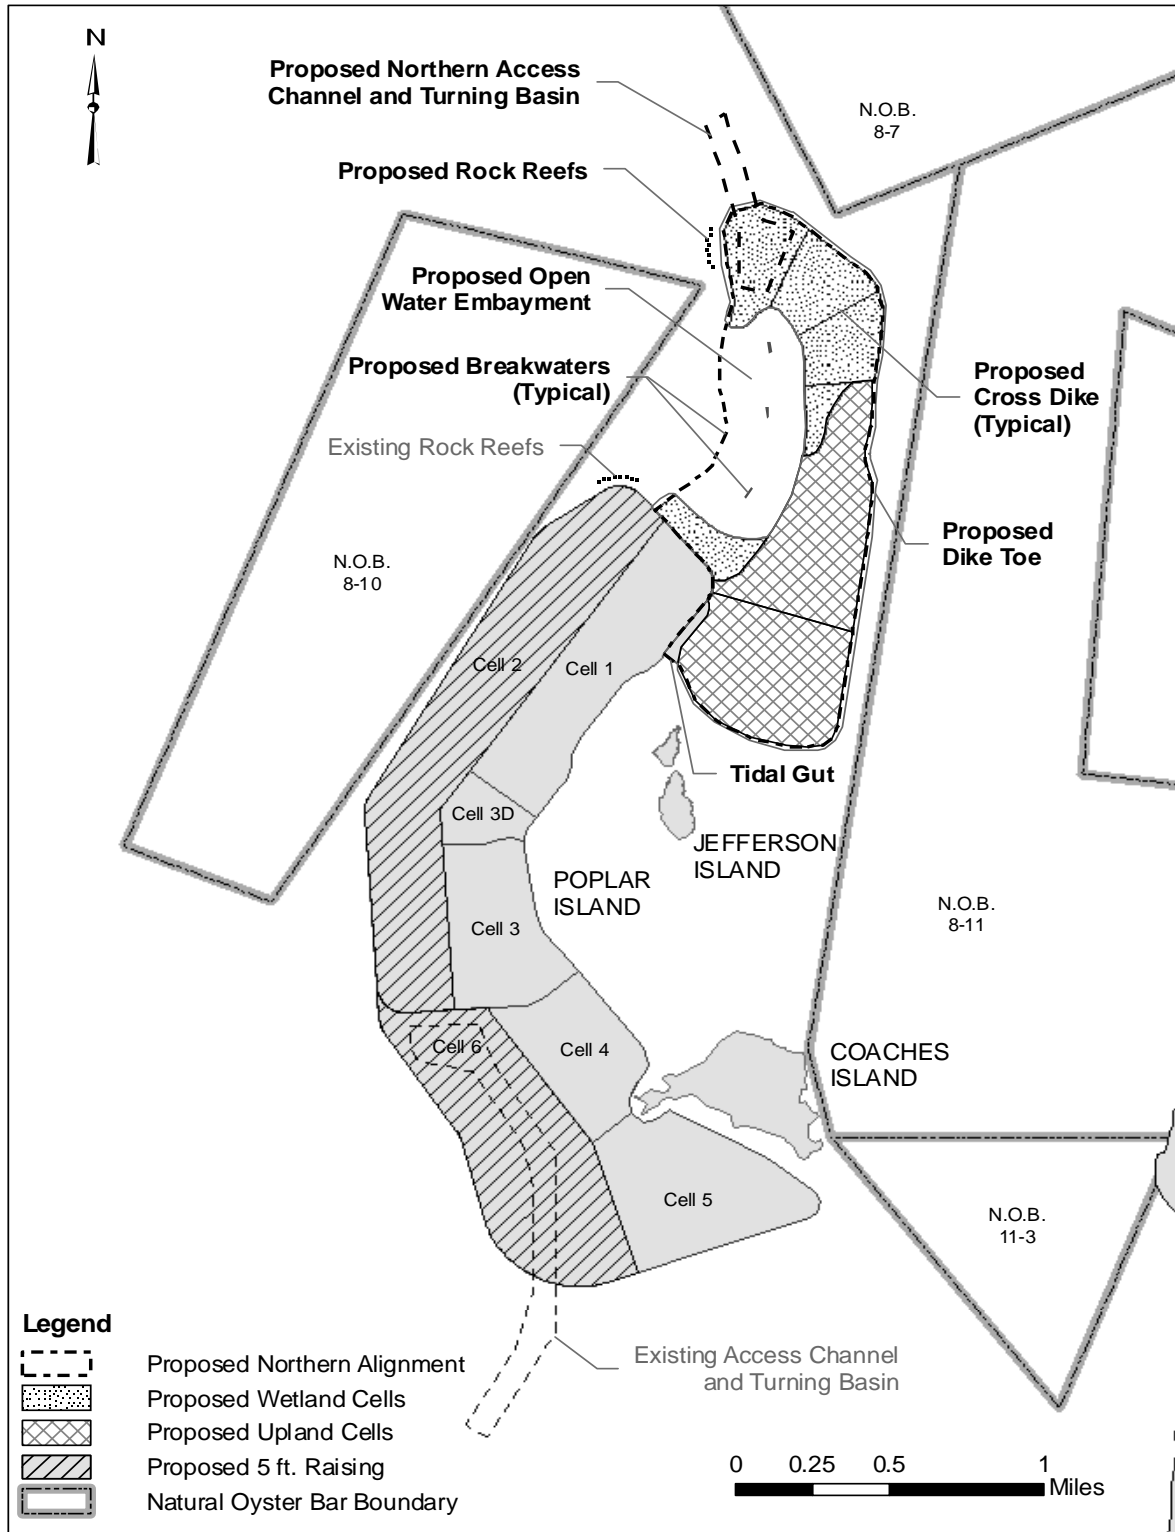 N
Proposed Northern Access
Channel and Turning Basin
N.O.B.
8-7
Proposed Rock Reefs
Proposed Open
Water Embayment
Proposed Breakwaters
(Typical)
Proposed
Cross Dike
(Typical)
Existing Rock Reefs
Proposed
Dike Toe
N.O.B.
8-10
Cell 2
Cell 1
Tidal Gut
Cell 3D
JEFFERSON
ISLAND
POPLAR
ISLAND
N.O.B.
8-11
Cell 3
Cell 6
Cell 4
COACHES
ISLAND
Cell 5
N.O.B.
11-3
Legend
Proposed Northern Alignment
Proposed Wetland Cells
Proposed Upland Cells
Proposed 5 ft. Raising
Natural Oyster Bar Boundary
Existing Access Channel
and Turning Basin
0 0.25 0.5 1
Miles